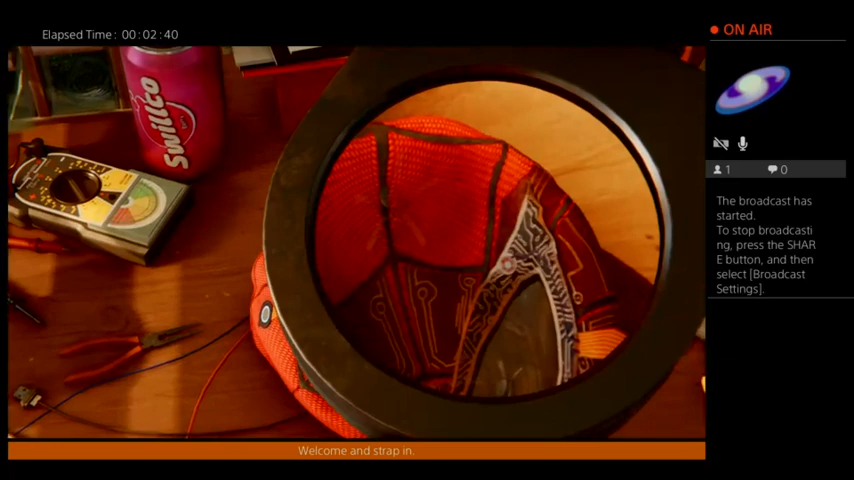 Elapsed Time : 00:02:40
ON AIR
Swillco
1
0
The broadcast has
started.
To stop broadcasti
ng, press the SHAR
E button, and then
select [Broadcast
Settings].
Welcome and strap in.